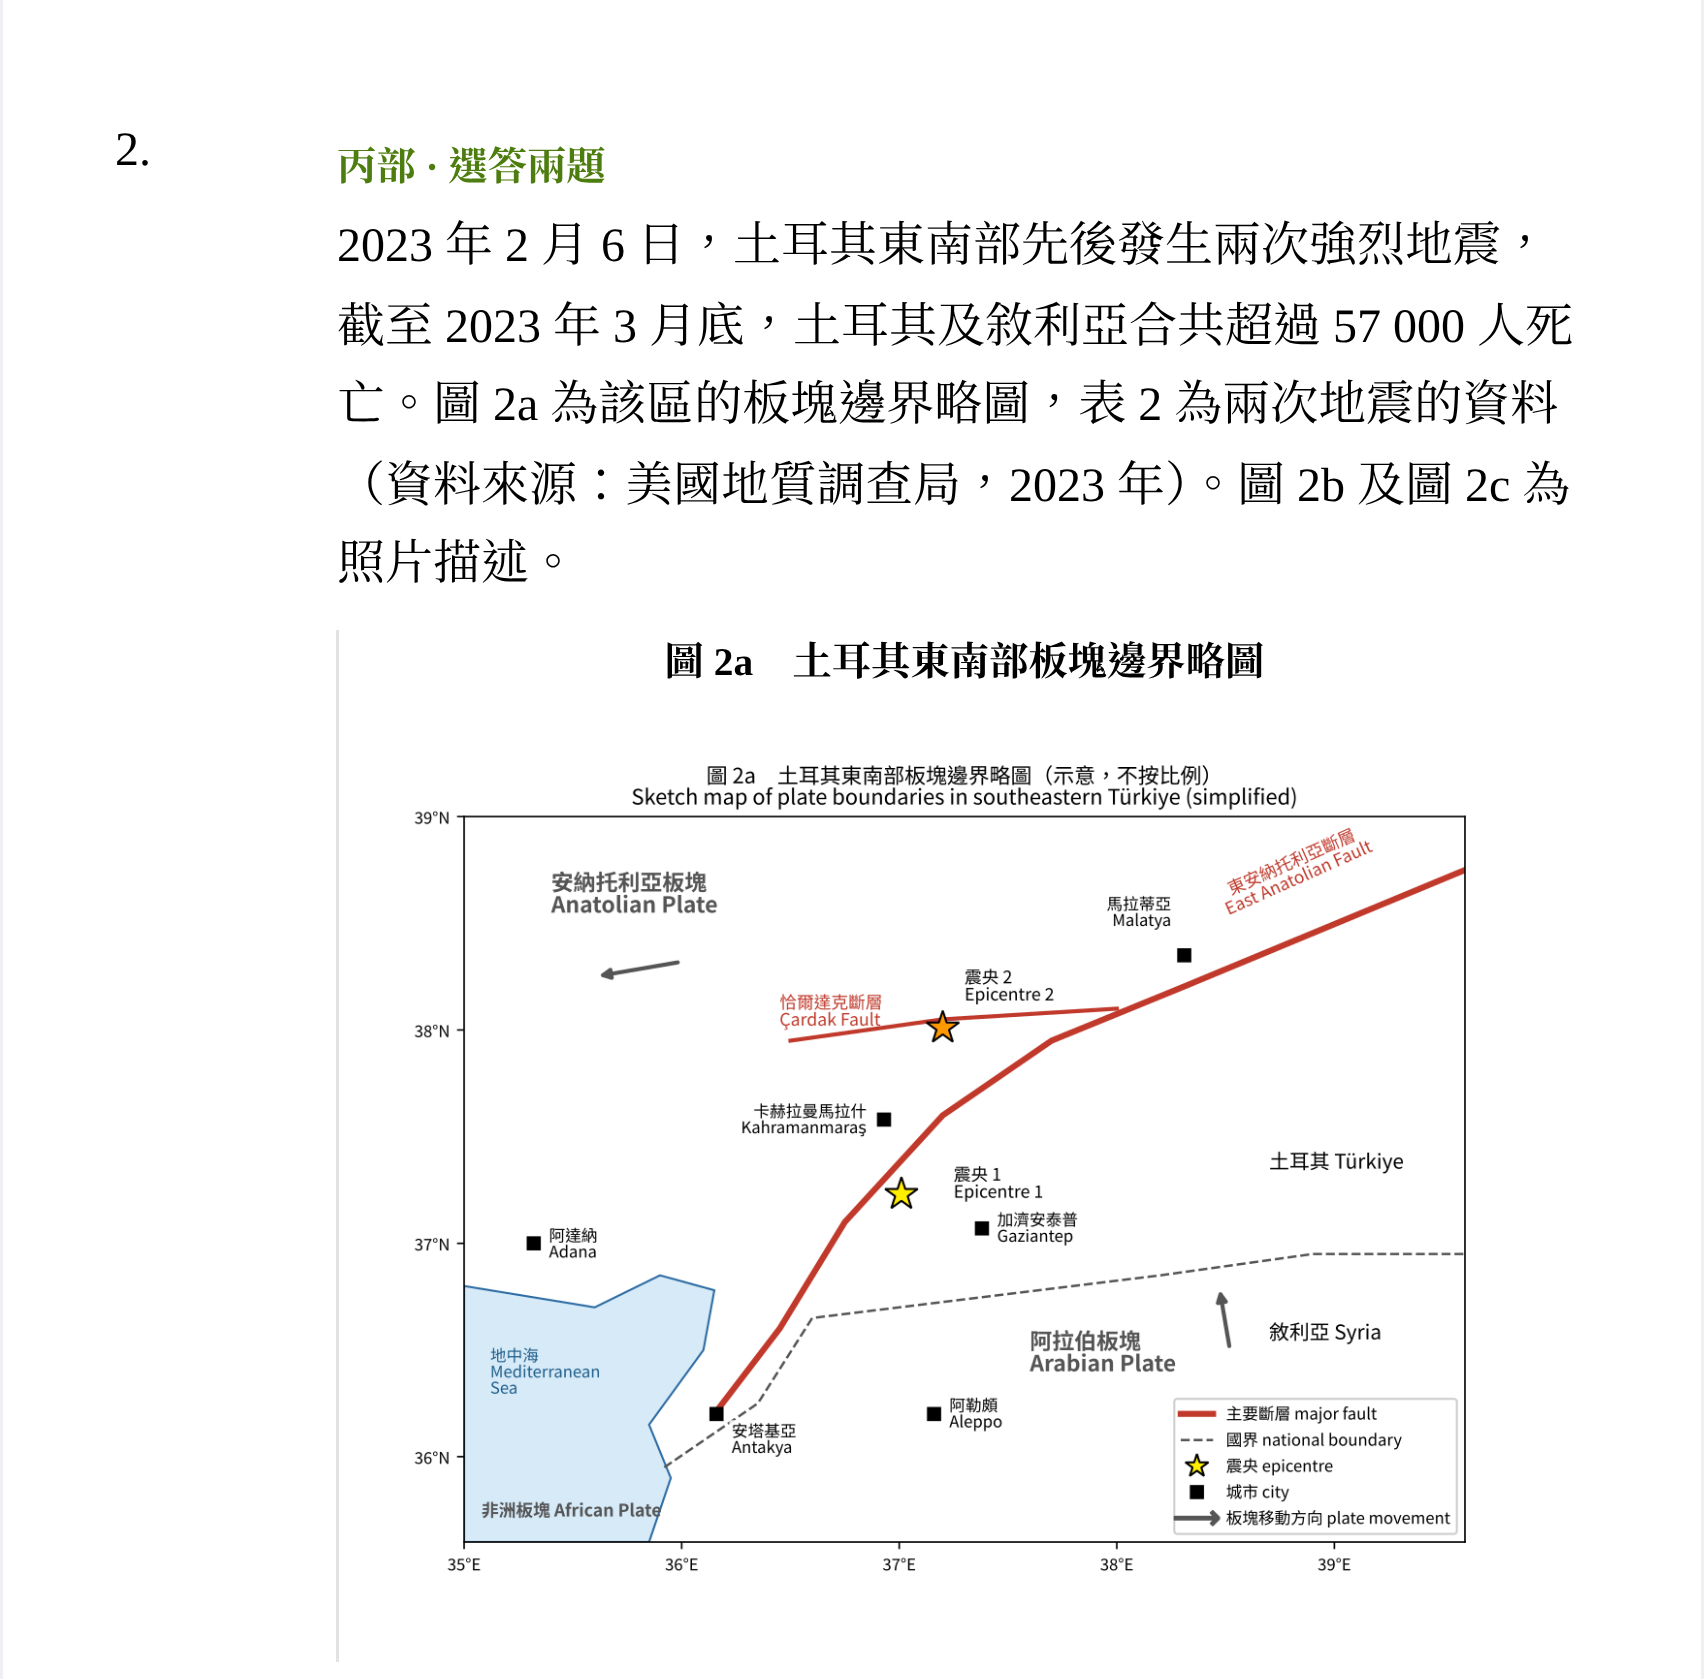 2.
丙部 · 選答兩題
2023 年 2 月 6 日，土耳其東南部先後發生兩次強烈地震，
截至 2023 年 3 月底，土耳其及敘利亞合共超過 57 000 人死
亡。圖 2a 為該區的板塊邊界略圖，表 2 為兩次地震的資料
（資料來源：美國地質調查局，2023 年）。圖 2b 及圖 2c 為
照片描述。
圖 2a　土耳其東南部板塊邊界略圖
圖 2a　土耳其東南部板塊邊界略圖（示意，不按比例）
Sketch map of plate boundaries in southeastern Türkiye (simplified)
39°N
東安納托利亞斷層
East Anatolian Fault
安納托利亞板塊
Anatolian Plate
馬拉蒂亞
Malatya
震央 2
Epicentre 2
恰爾達克斷層
Çardak Fault
38°N
卡赫拉曼馬拉什
Kahramanmaraş
土耳其 Türkiye
震央 1
Epicentre 1
加濟安泰普
Gaziantep
阿達納
Adana
37°N
敘利亞 Syria
阿拉伯板塊
Arabian Plate
地中海
Mediterranean
Sea
阿勒頗
Aleppo
安塔基亞
Antakya
36°N
非洲板塊 African Plate
主要斷層 major fault
國界 national boundary
震央 epicentre
城市 city
板塊移動方向 plate movement
35°E
36°E
37°E
38°E
39°E